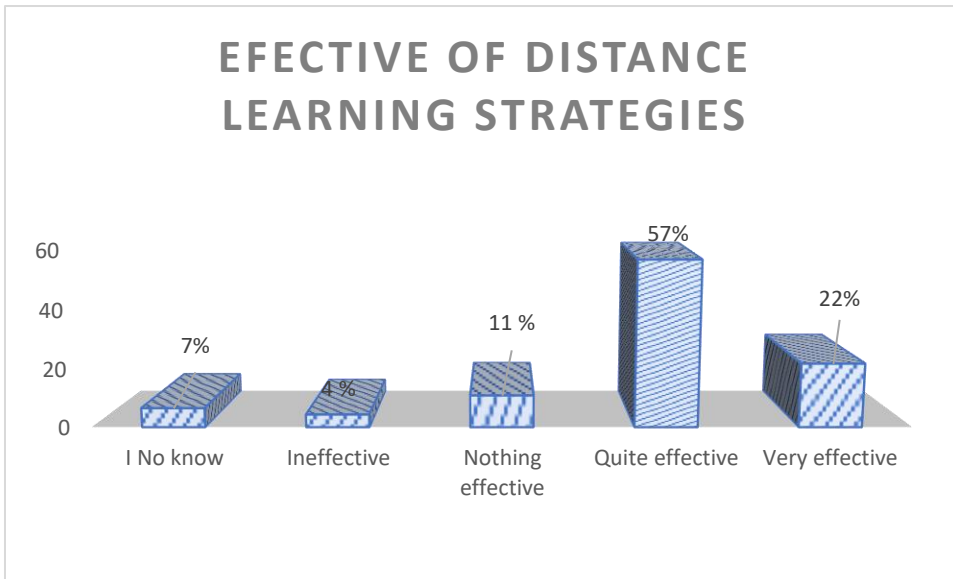 EFECTIVE OF DISTANCE
LEARNING STRATEGIES
60
40
20
0
7%
4 %
11 %
57%
22%
I No know
Ineffective
Nothing
effective
Quite effective
Very effective